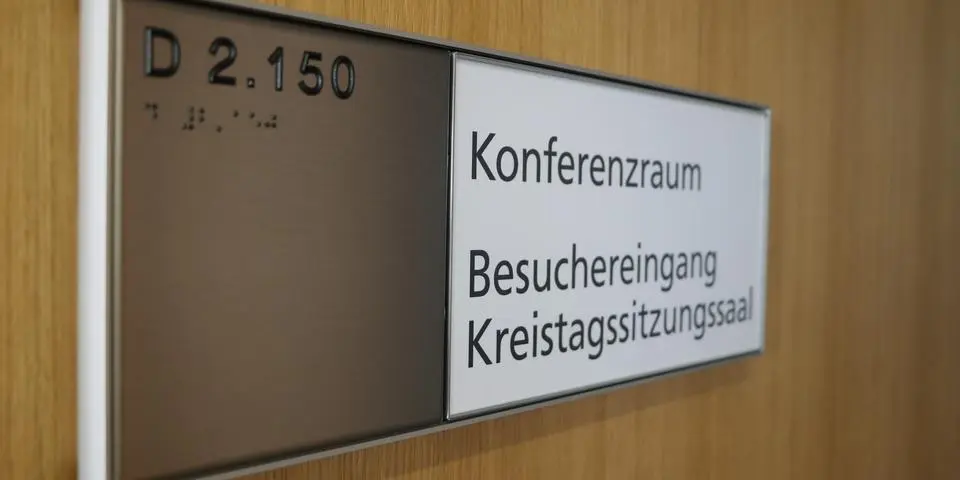 D 2.150
Konferenzraum
Besuchereingang
Kreistagssitzungssaal